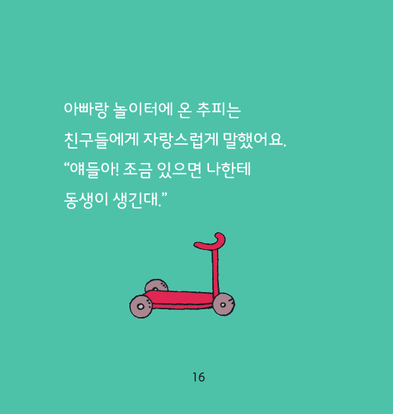 아빠랑 놀이터에 온 추피는
친구들에게 자랑스럽게 말했어요.
“얘들아! 조금 있으면 나한테
동생이 생긴대.”
16